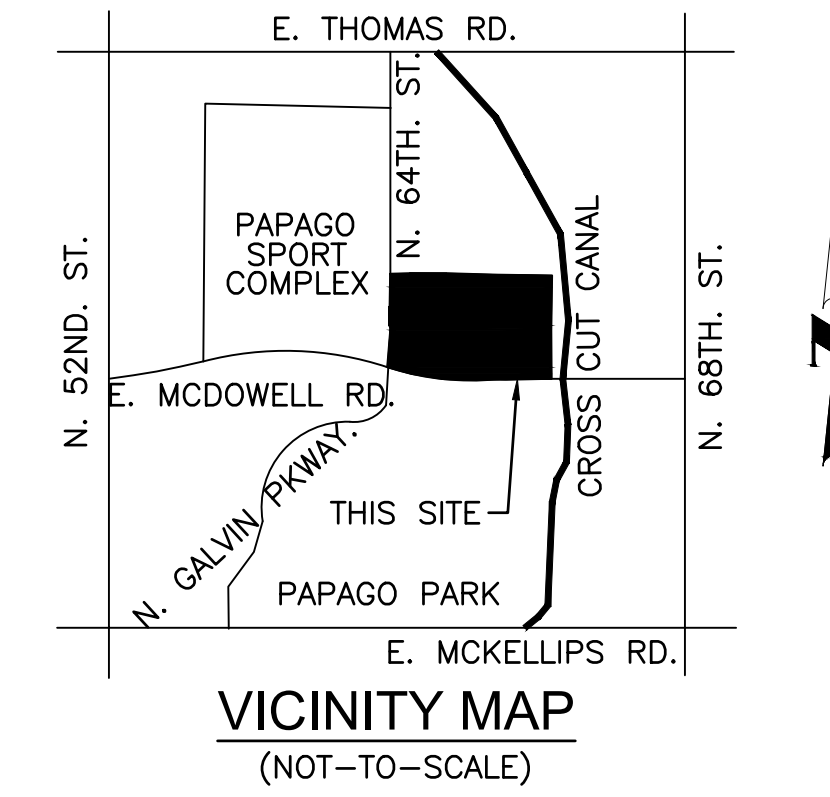 E. THOMAS RD.
N. 64TH. ST.
PAPAGO
SPORT
COMPLEX
N. 52ND. ST.
CROSS CUT CANAL
N. 68TH. ST.
E. MCDOWELL RD.
N. GALVIN PKWAY.
THIS SITE
PAPAGO PARK
E. MCKELLIPS RD.
VICINITY MAP
(NOT-TO-SCALE)